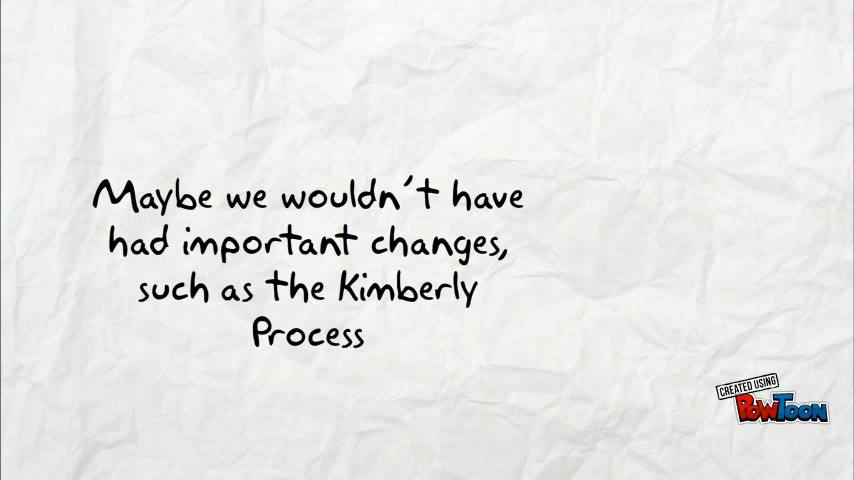 Maybe we wouldn't have
had important changes,
such as the Kimberly
Process
CREATED USING
PowToon